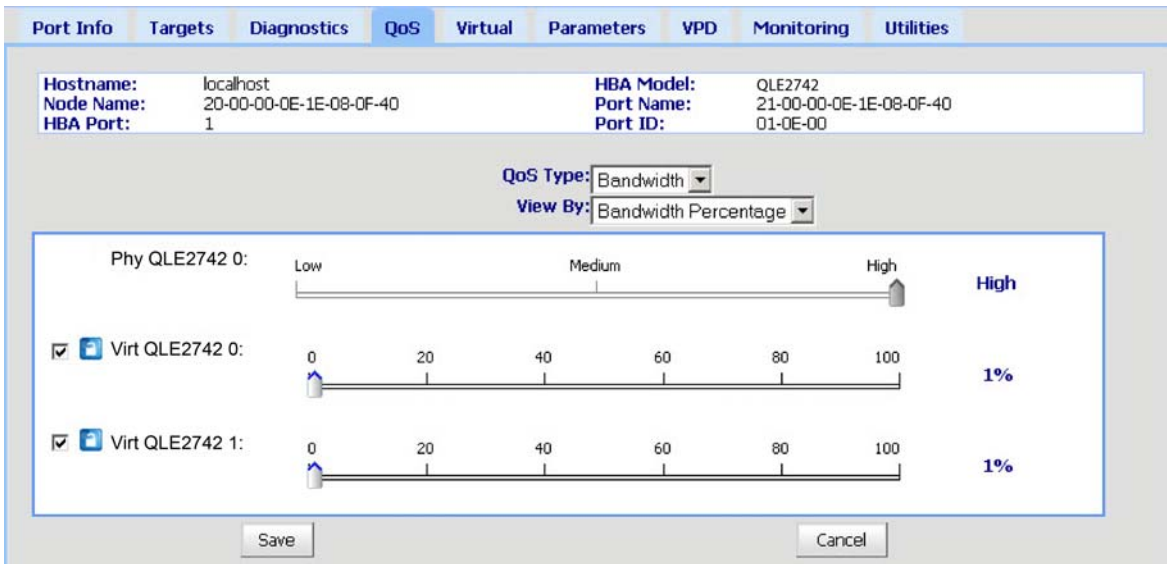 Port Info Targets Diagnostics QoS Virtual Parameters VPD Monitoring Utilities
Hostname: localhost HBA Model: QLE2742
Node Name: 20-00-00-0E-1E-08-0F-40 Port Name: 21-00-00-0E-1E-08-0F-40
HBA Port: 1 Port ID: 01-0E-00
QoS Type: Bandwidth
View By: Bandwidth Percentage
Phy QLE2742 0: Low Medium High High
Virt QLE2742 0: 0 20 40 60 80 100 1%
Virt QLE2742 1: 0 20 40 60 80 100 1%
Save Cancel